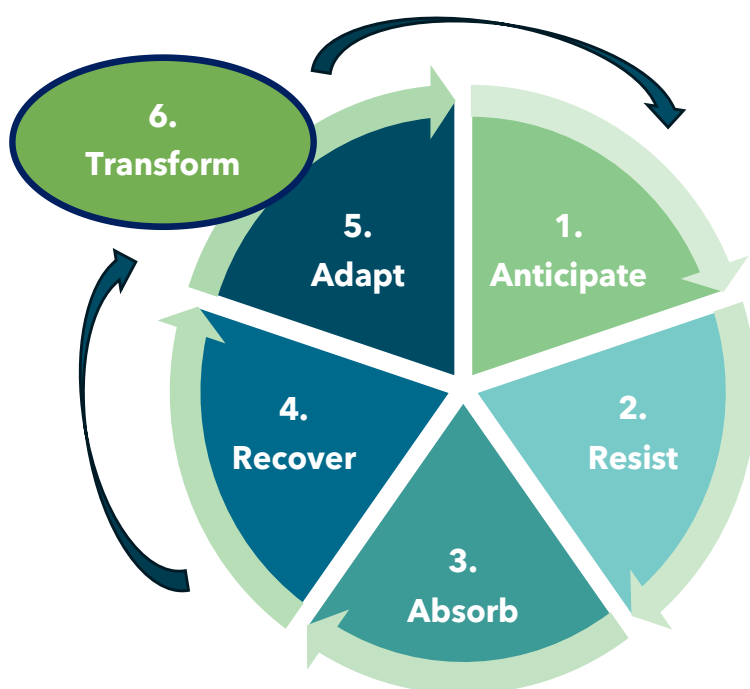 1.
Anticipate
2.
Resist
3.
Absorb
4.
Recover
5.
Adapt
6.
Transform